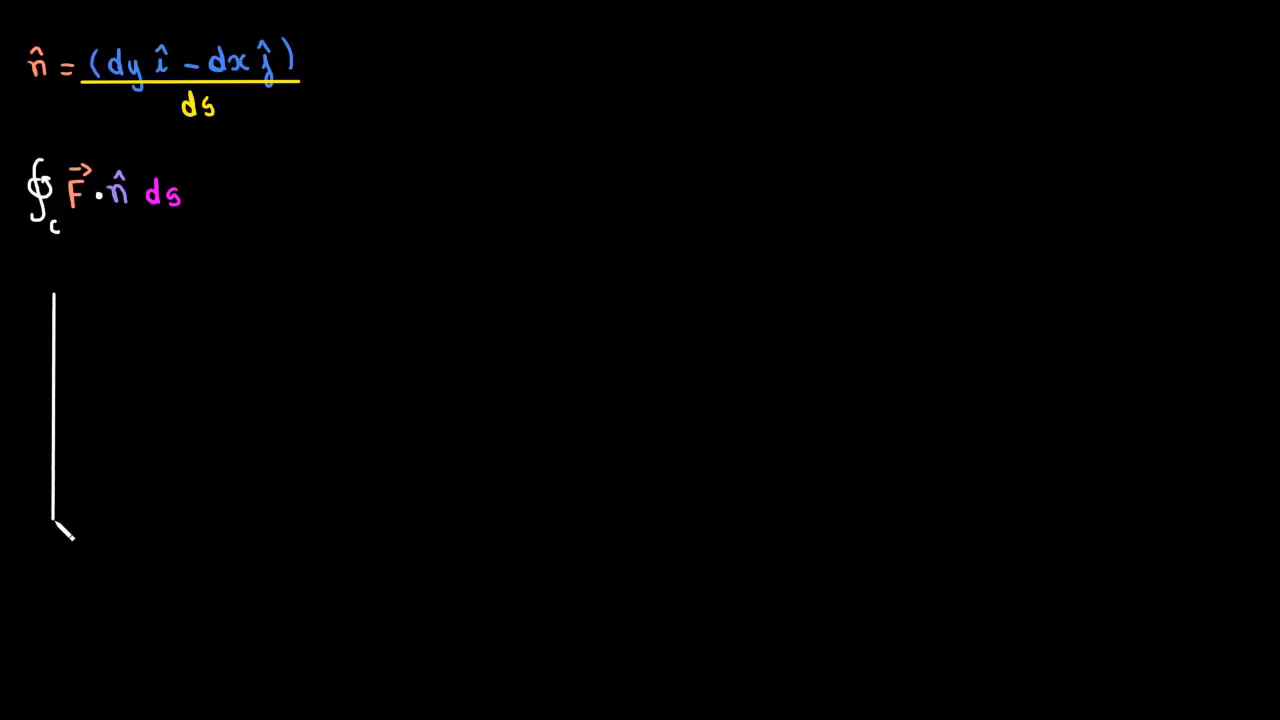 n̂ = (dy î - dx ĵ)
ds
∮ F⃗ · n̂ ds
c